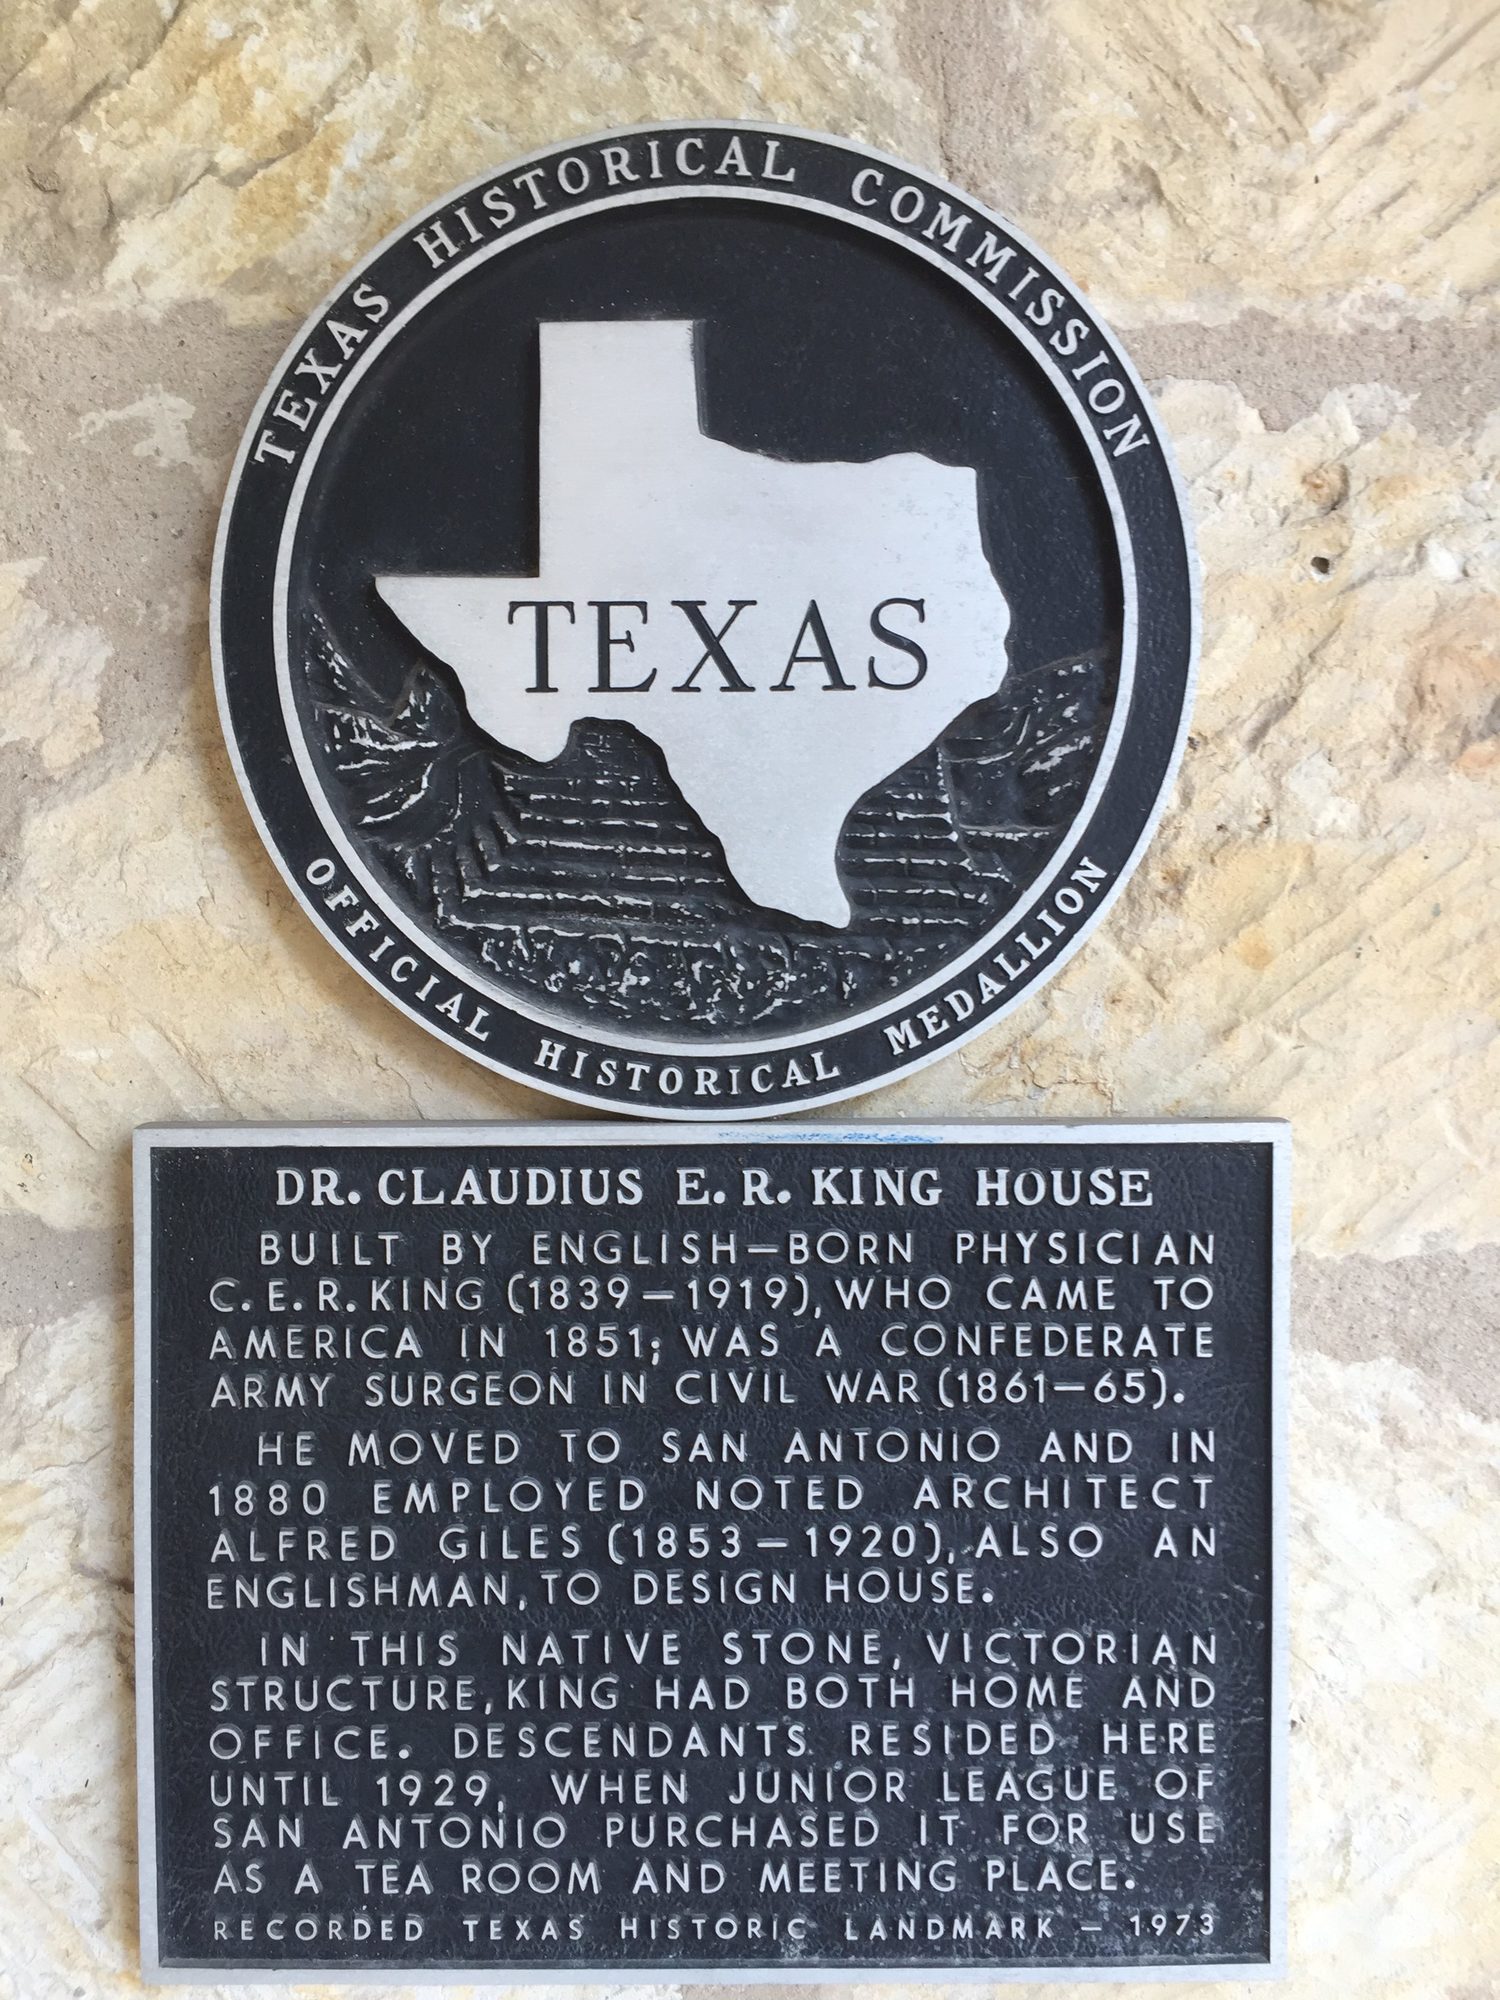 TEXAS HISTORICAL COMMISSION
TEXAS
OFFICIAL HISTORICAL MEDALLION
DR. CLAUDIUS E. R. KING HOUSE
BUILT BY ENGLISH-BORN PHYSICIAN
C. E. R. KING (1839-1919), WHO CAME TO
AMERICA IN 1851; WAS A CONFEDERATE
ARMY SURGEON IN CIVIL WAR (1861-65).
HE MOVED TO SAN ANTONIO AND IN
1880 EMPLOYED NOTED ARCHITECT
ALFRED GILES (1853-1920), ALSO AN
ENGLISHMAN, TO DESIGN HOUSE.
IN THIS NATIVE STONE, VICTORIAN
STRUCTURE, KING HAD BOTH HOME AND
OFFICE. DESCENDANTS RESIDED HERE
UNTIL 1929, WHEN JUNIOR LEAGUE OF
SAN ANTONIO PURCHASED IT FOR USE
AS A TEA ROOM AND MEETING PLACE.
RECORDED TEXAS HISTORIC LANDMARK - 1973